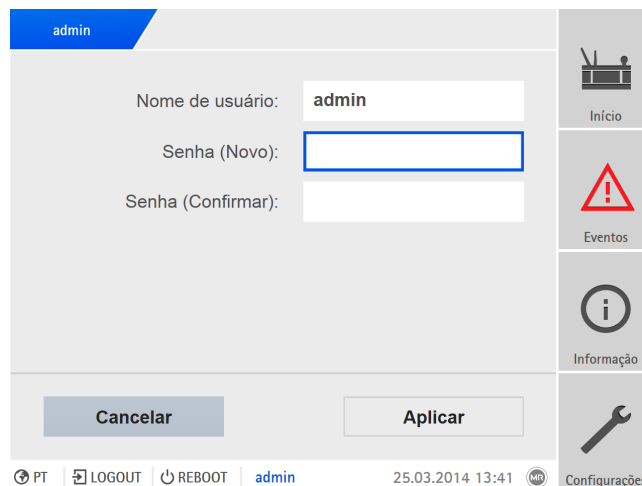 admin
Nome de usuário: admin
Senha (Novo):
Senha (Confirmar):
Cancelar Aplicar
PT LOGOUT REBOOT admin 25.03.2014 13:41 MR
Início
Eventos
Informação
Configurações